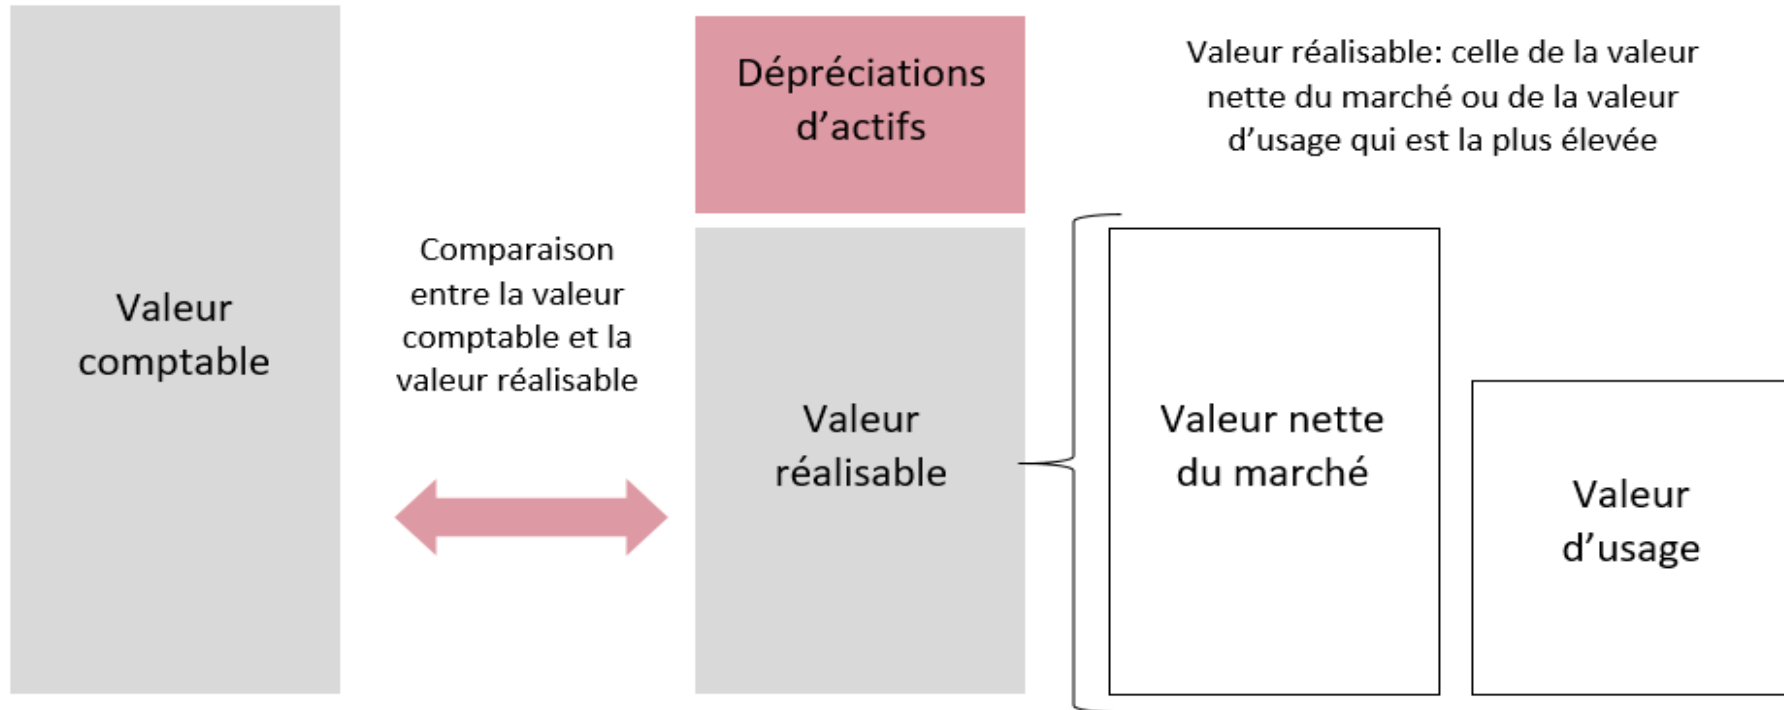 Valeur
comptable
Comparaison
entre la valeur
comptable et la
valeur réalisable
Dépréciations
d’actifs
Valeur
réalisable
Valeur réalisable: celle de la valeur
nette du marché ou de la valeur
d’usage qui est la plus élevée
Valeur nette
du marché
Valeur
d’usage